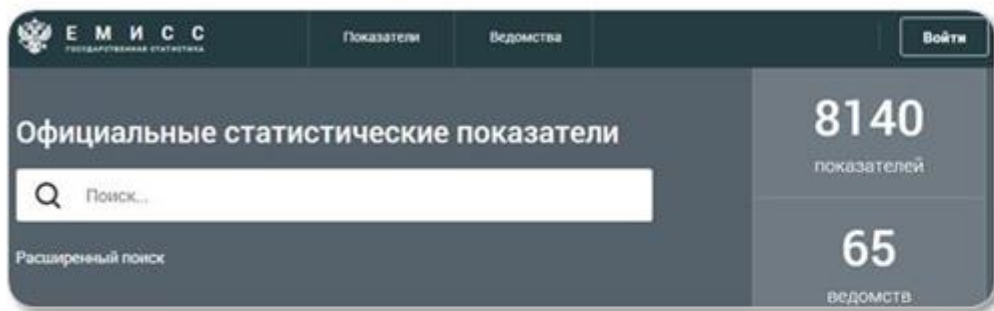 ЕМИСС
ГОСУДАРСТВЕННАЯ СТАТИСТИКА
Показатели
Ведомства
Войти
Официальные статистические показатели
Поиск...
Расширенный поиск
8140
показателей
65
ведомств